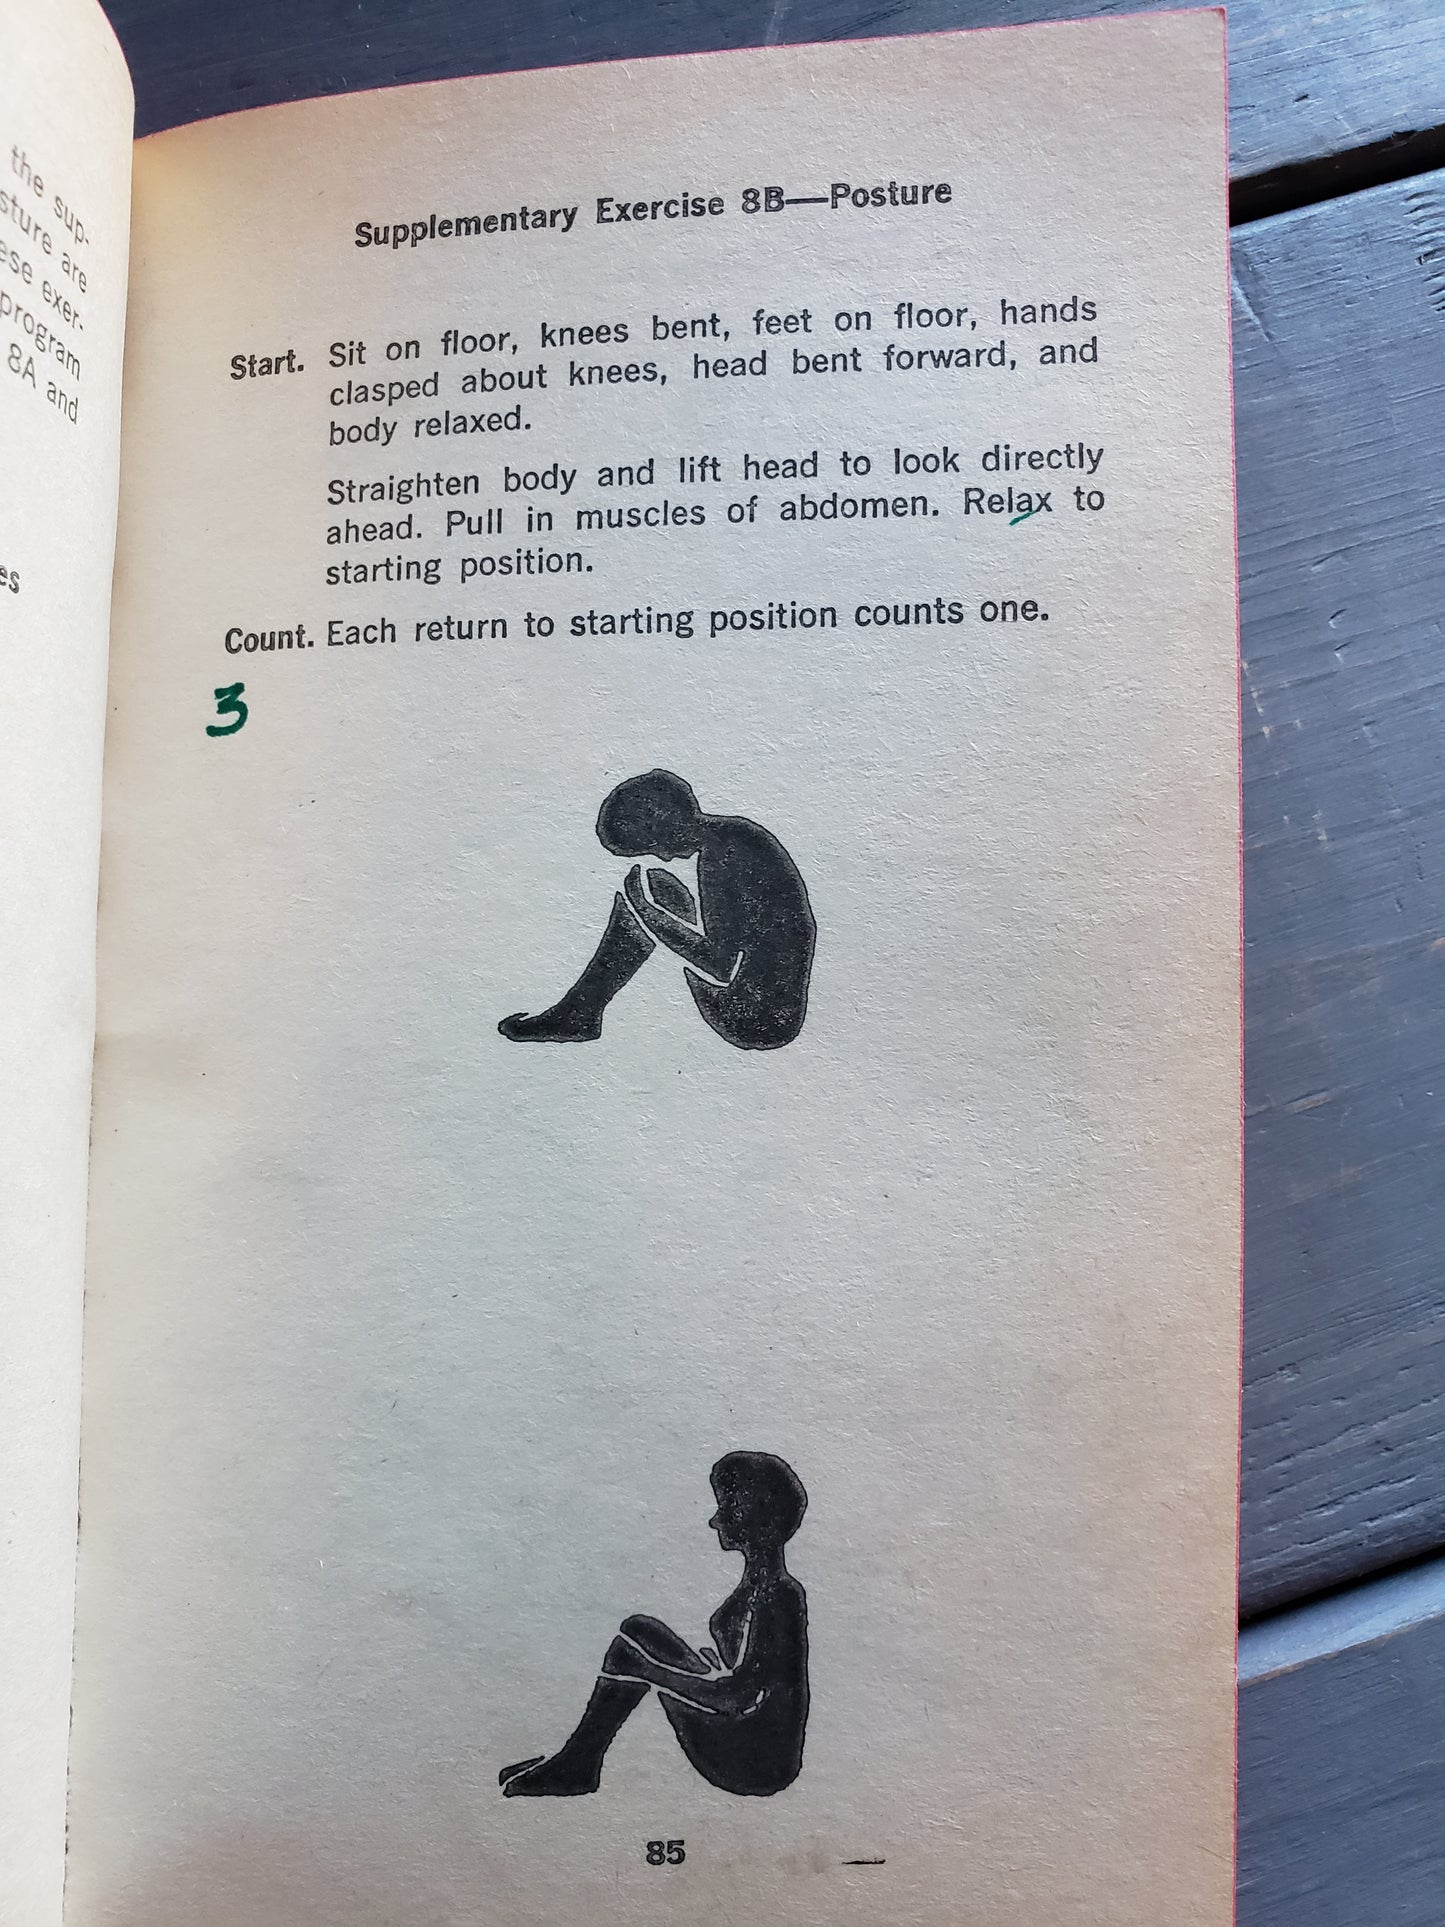 the sup-
sture are
ese exer-
program
8A and
es
Supplementary Exercise 8B—Posture
Start. Sit on floor, knees bent, feet on floor, hands
clasped about knees, head bent forward, and
body relaxed.
Straighten body and lift head to look directly
ahead. Pull in muscles of abdomen. Relax to
starting position.
Count. Each return to starting position counts one.
3
85